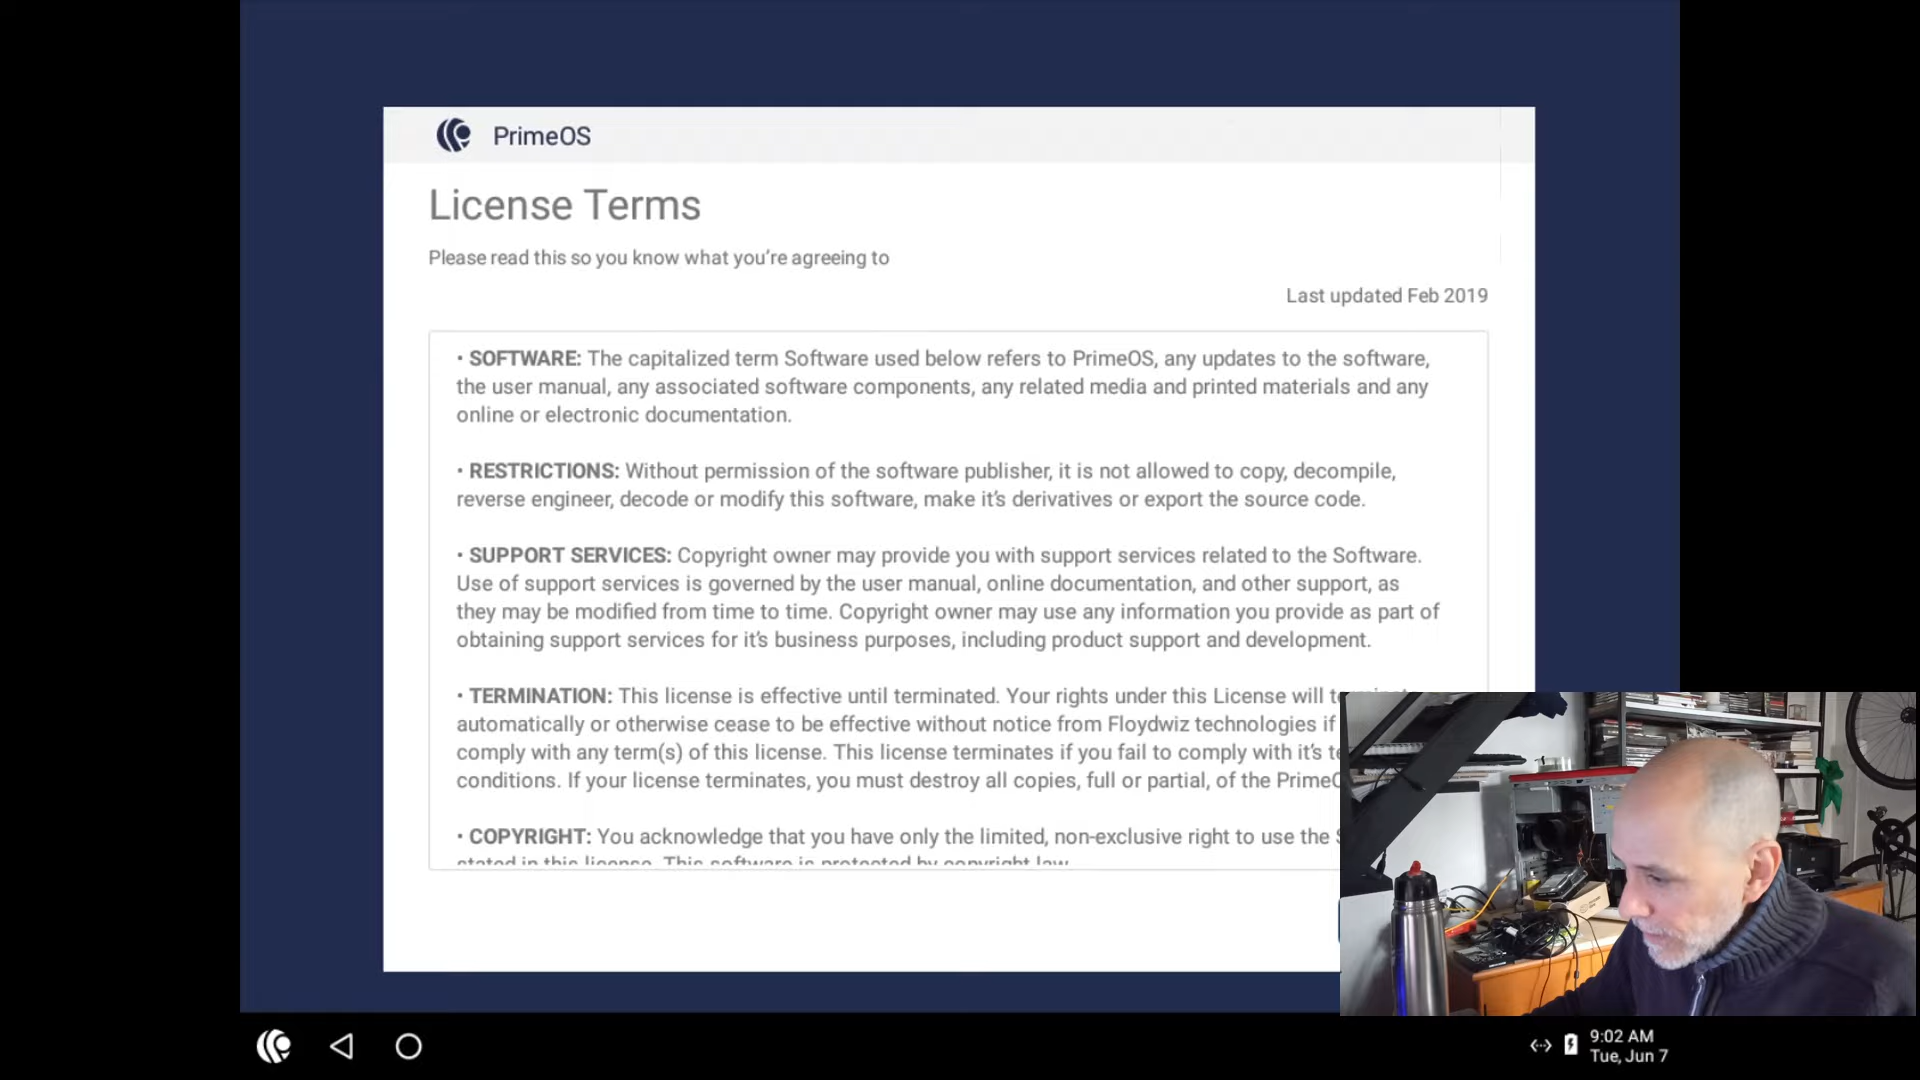 PrimeOS
License Terms
Please read this so you know what you’re agreeing to
Last updated Feb 2019
• SOFTWARE: The capitalized term Software used below refers to PrimeOS, any updates to the software,
the user manual, any associated software components, any related media and printed materials and any
online or electronic documentation.
• RESTRICTIONS: Without permission of the software publisher, it is not allowed to copy, decompile,
reverse engineer, decode or modify this software, make it’s derivatives or export the source code.
• SUPPORT SERVICES: Copyright owner may provide you with support services related to the Software.
Use of support services is governed by the user manual, online documentation, and other support, as
they may be modified from time to time. Copyright owner may use any information you provide as part of
obtaining support services for it’s business purposes, including product support and development.
• TERMINATION: This license is effective until terminated. Your rights under this License will
automatically or otherwise cease to be effective without notice from Floydwiz technologies if
comply with any term(s) of this license. This license terminates if you fail to comply with it’s
conditions. If your license terminates, you must destroy all copies, full or partial, of the
• COPYRIGHT: You acknowledge that you have only the limited, non-exclusive right to use the
stated in this license. This software is protected by copyright law.
9:02 AM
Tue, Jun 7